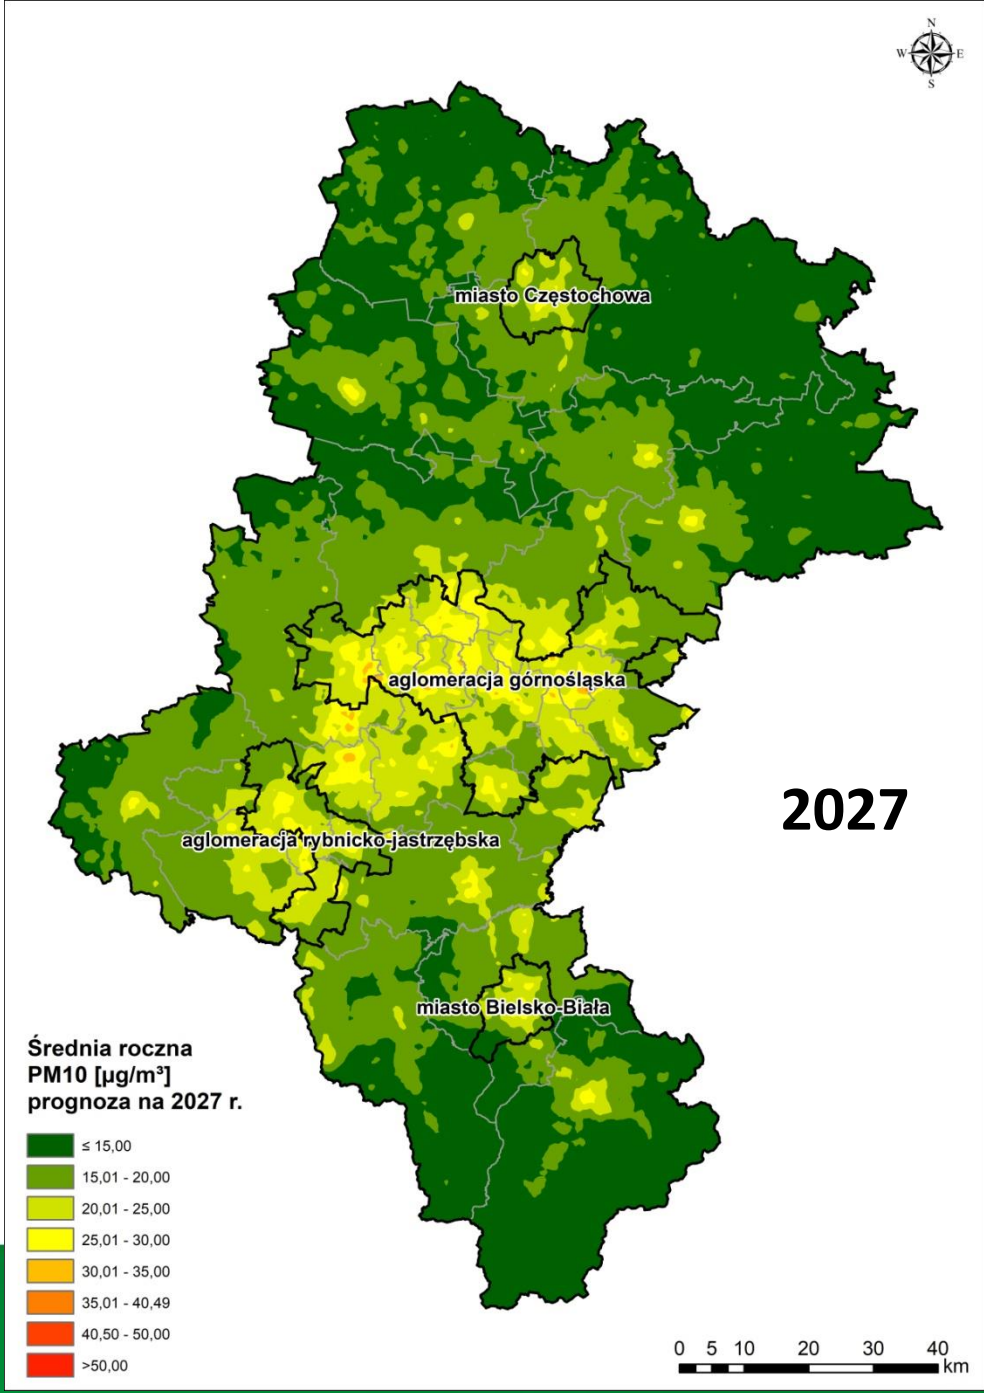 N
W E
S
miasto Częstochowa
aglomeracja górnośląska
2027
aglomeracja rybnicko-jastrzębska
miasto Bielsko-Biała
Średnia roczna
PM10 [µg/m³]
prognoza na 2027 r.
≤ 15,00
15,01 - 20,00
20,01 - 25,00
25,01 - 30,00
30,01 - 35,00
35,01 - 40,49
40,50 - 50,00
>50,00
0 5 10 20 30 40
km